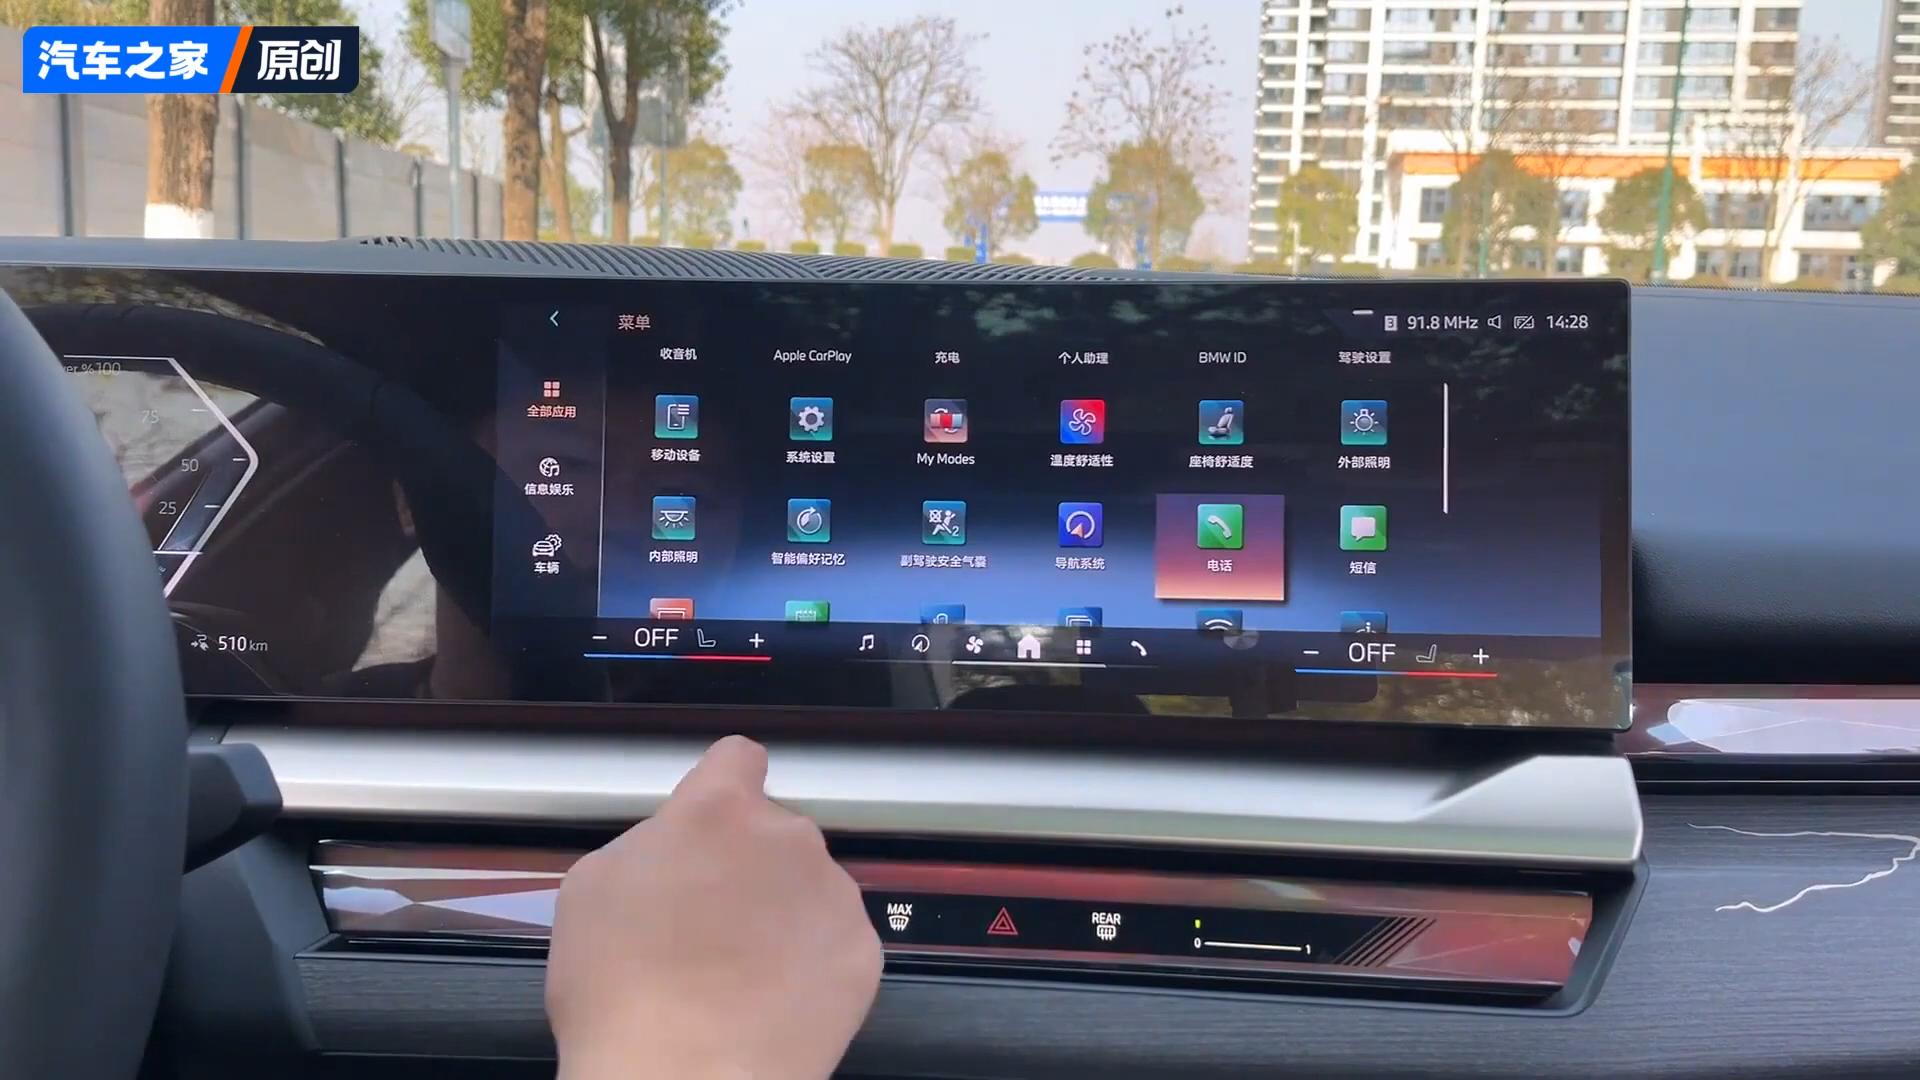 汽车之家 原创
菜单
3 91.8 MHz 14:28
收音机 Apple CarPlay 充电 个人助理 BMW ID 驾驶设置
全部应用
移动设备 系统设置 My Modes 温度舒适性 座椅舒适度 外部照明
信息娱乐
内部照明 智能偏好记忆 副驾驶安全气囊 导航系统 电话 短信
车辆
%100
75
50
25
510 km
− OFF +
− OFF +
MAX
REAR
0 1